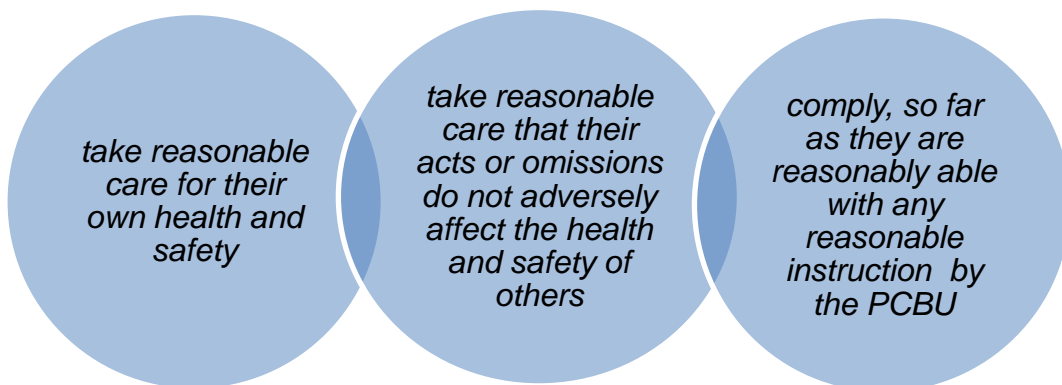 take reasonable
care for their
own health and
safety
take reasonable
care that their
acts or omissions
do not adversely
affect the health
and safety of
others
comply, so far
as they are
reasonably able
with any
reasonable
instruction  by
the PCBU